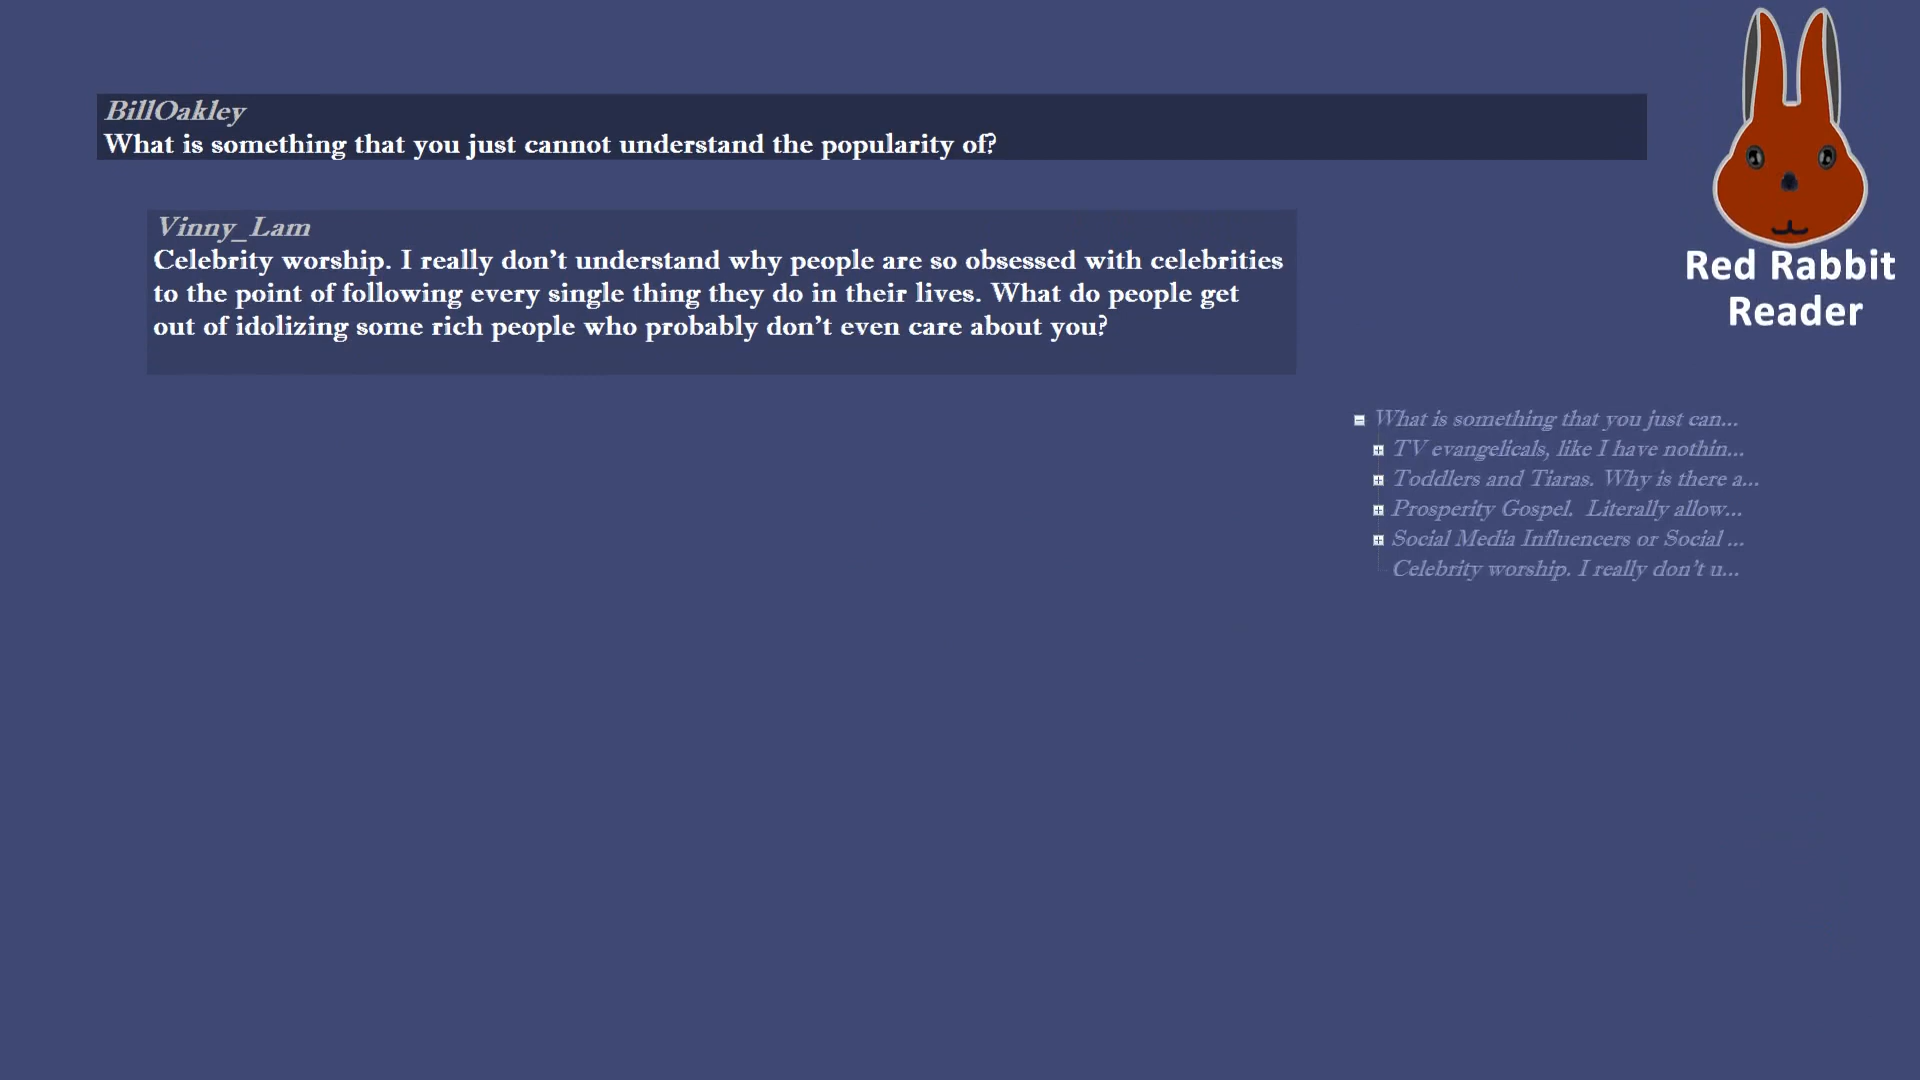 BillOakley
What is something that you just cannot understand the popularity of?
Vinny_Lam
Celebrity worship. I really don't understand why people are so obsessed with celebrities
to the point of following every single thing they do in their lives. What do people get
out of idolizing some rich people who probably don't even care about you?
Red Rabbit
Reader
What is something that you just can...
TV evangelicals, like I have nothin...
Toddlers and Tiaras. Why is there a...
Prosperity Gospel.  Literally allow...
Social Media Influencers or Social ...
Celebrity worship. I really don't u...